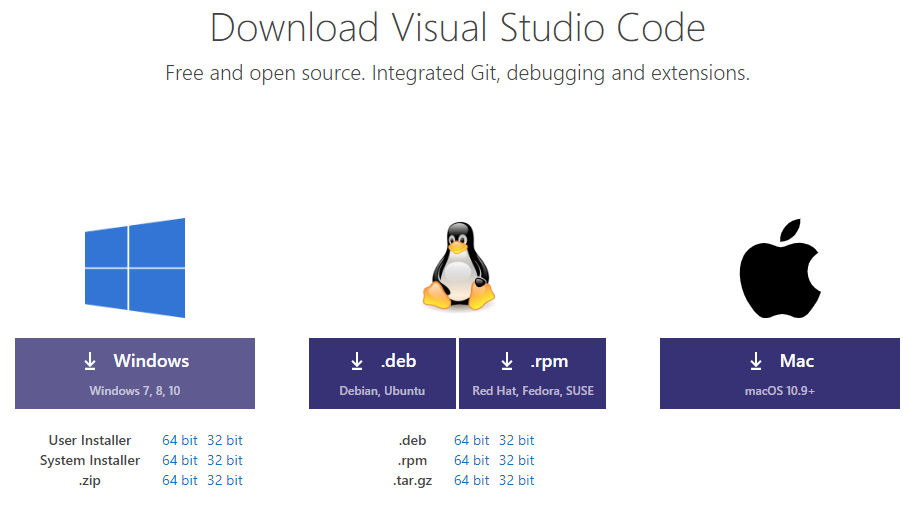 Download Visual Studio Code
Free and open source. Integrated Git, debugging and extensions.
Windows
Windows 7, 8, 10
.deb
Debian, Ubuntu
.rpm
Red Hat, Fedora, SUSE
Mac
macOS 10.9+
User Installer 64 bit 32 bit
System Installer 64 bit 32 bit
.zip 64 bit 32 bit
.deb 64 bit 32 bit
.rpm 64 bit 32 bit
.tar.gz 64 bit 32 bit